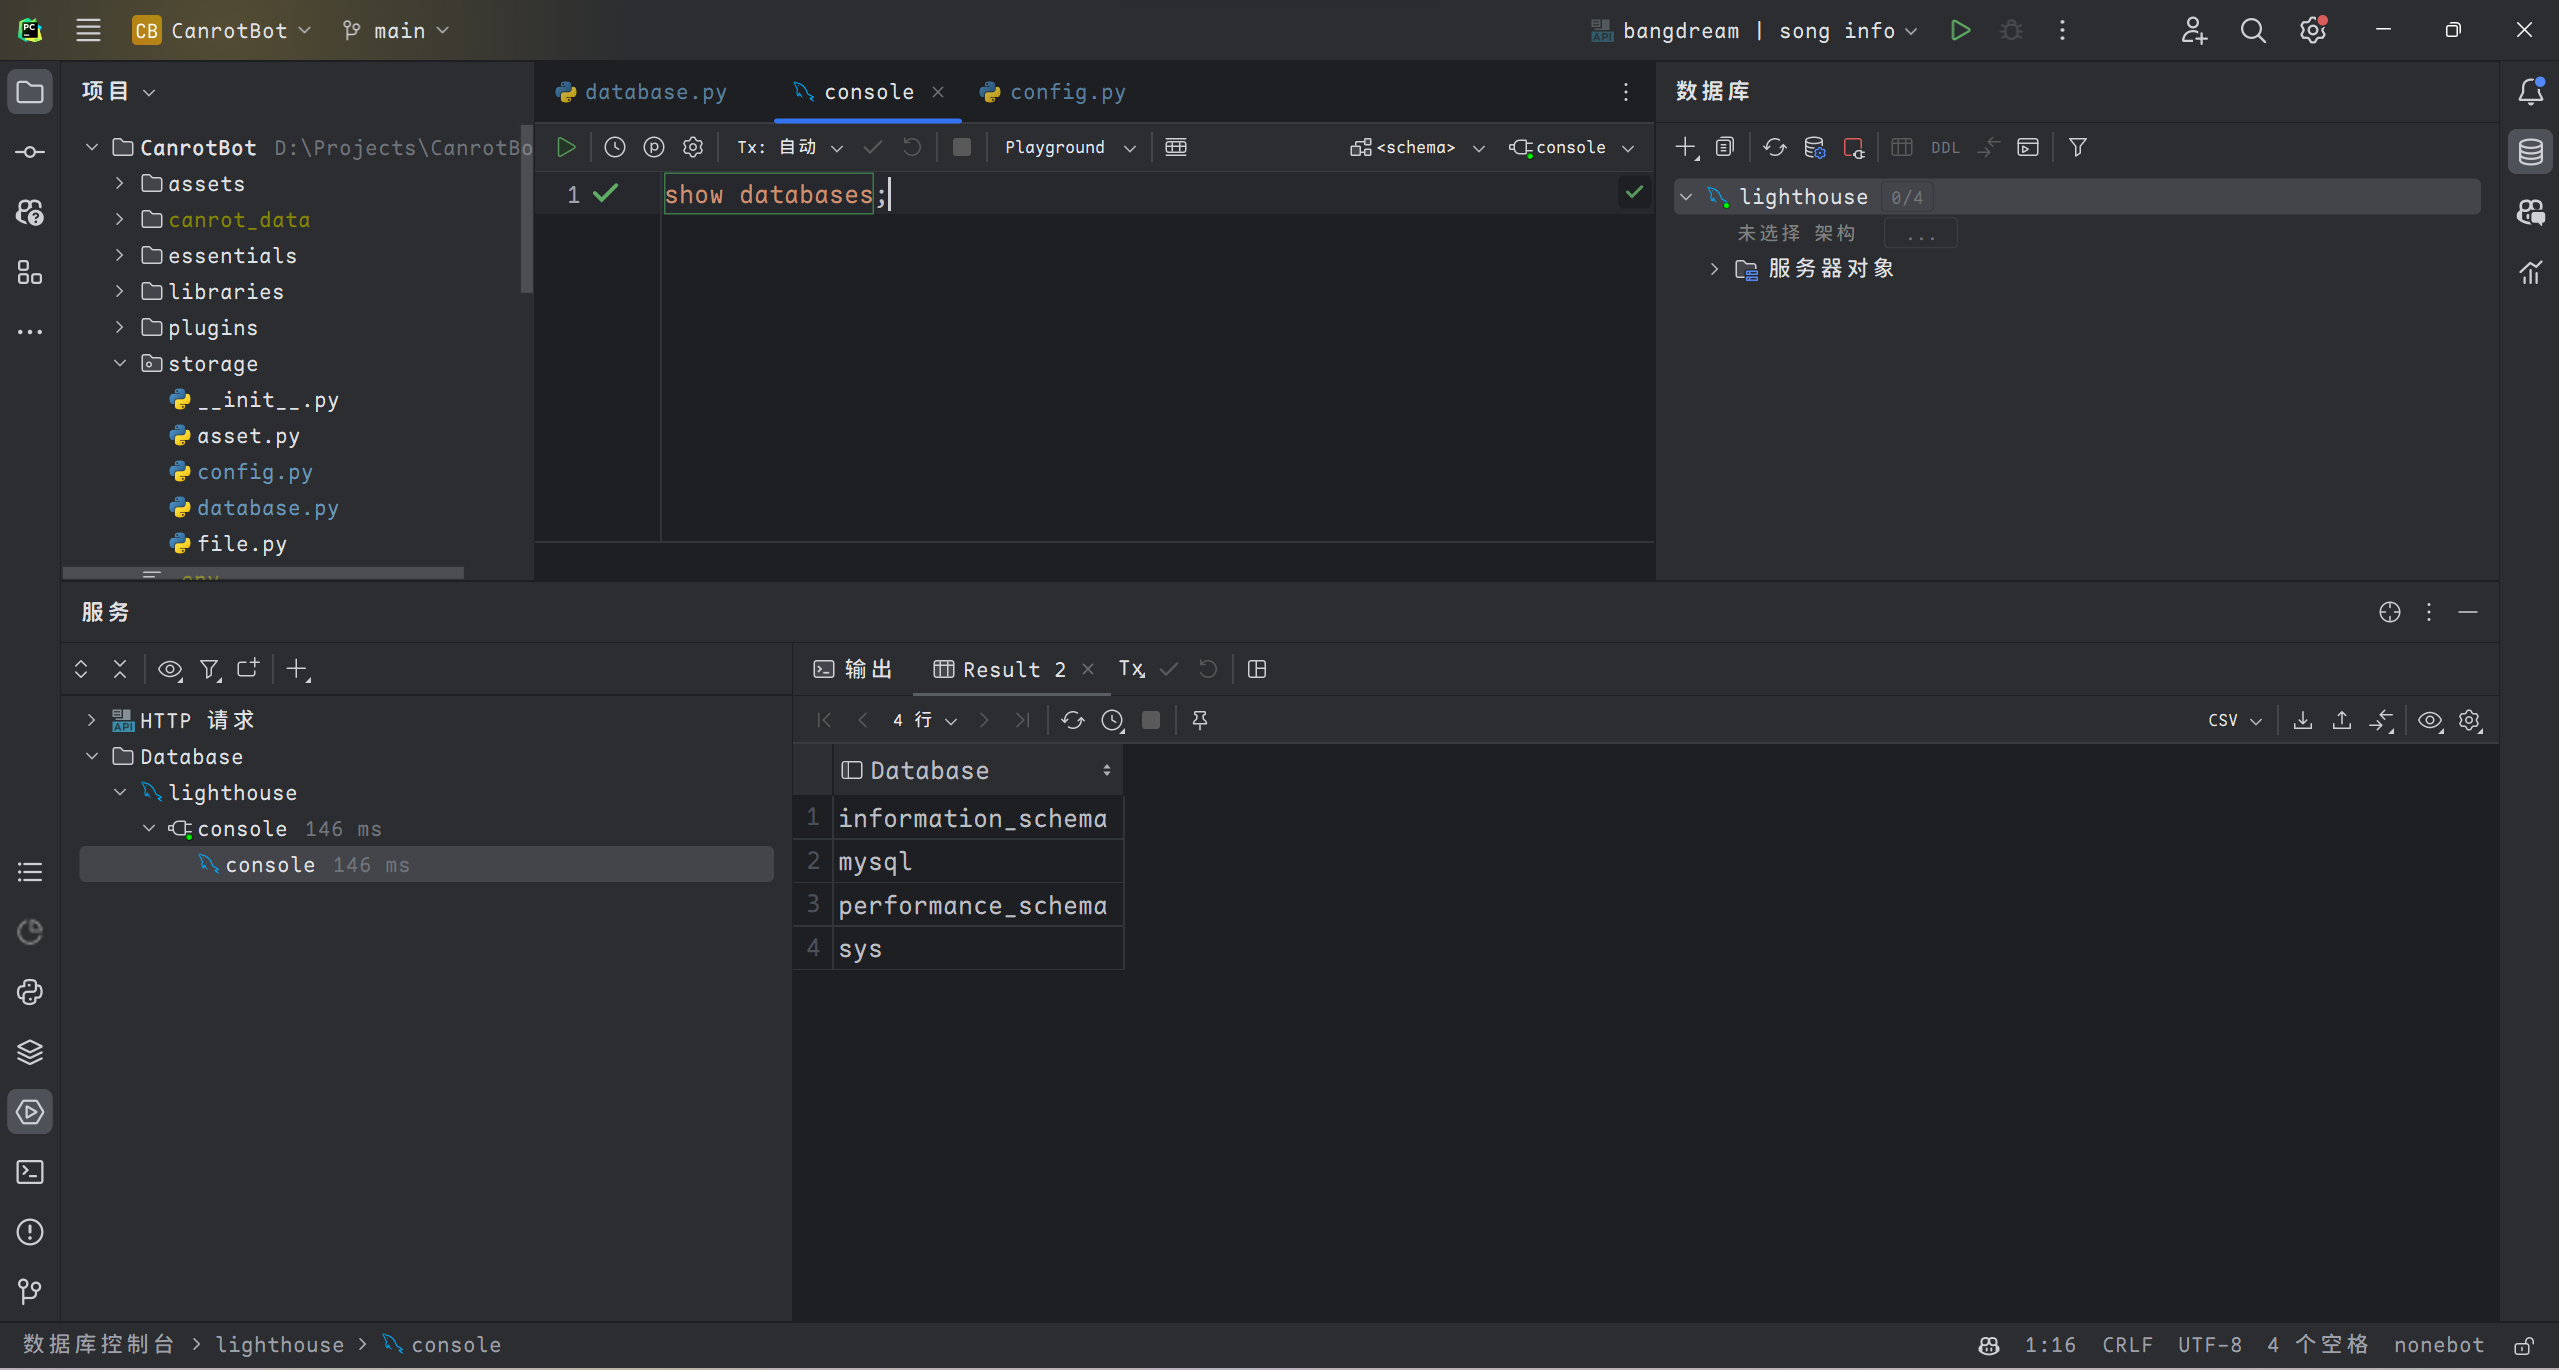 CB CanrotBot main bangdream | song info
项目
CanrotBot D:\Projects\CanrotBo
assets
canrot_data
essentials
libraries
plugins
storage
__init__.py
asset.py
config.py
database.py
file.py
database.py console config.py
Tx: 自动 Playground <schema> console
1 show databases;
数据库
DDL
lighthouse 0/4
未选择 架构 ...
服务器对象
服务
HTTP 请求
Database
lighthouse
console 146 ms
console 146 ms
输出 Result 2 Tx
4 行 CSV
Database
1 information_schema
2 mysql
3 performance_schema
4 sys
数据库控制台 > lighthouse > console 1:16 CRLF UTF-8 4 个空格 nonebot